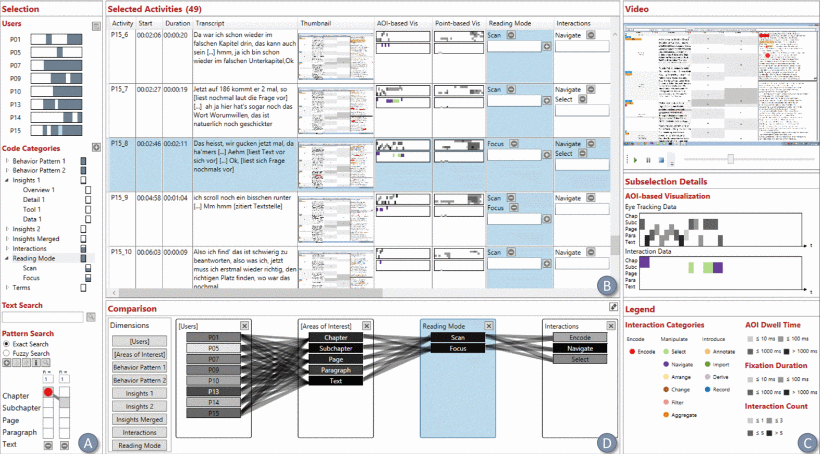 Selection
Users
P01
P05
P07
P09
P10
P13
P14
P15
Code Categories
Behavior Pattern 1
Behavior Pattern 2
Insights 1
Overview 1
Detail 1
Tool 1
Data 1
Insights 2
Insights Merged
Interactions
Reading Mode
Scan
Focus
Terms
Text Search
Pattern Search
Exact Search
Fuzzy Search
n = n =
1 1
Chapter
Subchapter
Page
Paragraph
Text
A
Selected Activities (49)
Activity Start Duration Transcript Thumbnail AOI-based Vis Point-based Vis Reading Mode Interactions
P15_6 00:02:06 00:00:20 Da war ich schon wieder im
falschen Kapitel drin, das kann auch
sein [...] hmm, ja ich bin schon
wieder im falschen Unterkapitel,Ok
Scan Navigate
P15_7 00:02:27 00:00:19 Jetzt auf 186 kommt er 2 mal, so
[liest nochmal laut die Frage vor]
[...] ah ja hier hat's sogar noch das
Wort Worumwillen, das ist
natuerlich noch geschickter
Scan Navigate
Select
P15_8 00:02:46 00:02:11 Das heisst, wir gucken jetzt mal, da
ha'men [...] Aehm [liest Text vor
sich vor] [...] Ok, [liest sich Frage
nochmals vor]
Focus Navigate
Select
P15_9 00:04:58 00:01:04 ich scroll noch ein bisschen runter
[...] Mm hmm [zitiert Textstelle]
Scan Navigate
Focus
P15_10 00:06:03 00:00:09 Also ich find' das ist schwierig zu
beantworten, also was ich, jetzt
muss ich erstmal wieder richtig, den
richtigen Platz finden, wo war das
nochmal
Scan Navigate
B
Comparison
Dimensions
[Users]
[Areas of Interest]
Behavior Pattern 1
Behavior Pattern 2
Insights 1
Insights 2
Insights Merged
Interactions
Reading Mode
[Users]
P01
P05
P07
P09
P10
P13
P14
P15
[Areas of Interest]
Chapter
Subchapter
Page
Paragraph
Text
Reading Mode
Scan
Focus
Interactions
Encode
Navigate
Select
D
Video
Subselection Details
AOI-based Visualization
Eye Tracking Data
Chap
Subc
Page
Para
Text
t
Interaction Data
Chap
Subc
Page
Para
Text
t
Legend
Interaction Categories
Encode Manipulate Introduce
Encode Select Annotate
Navigate Import
Arrange Derive
Change Record
Filter
Aggregate
AOI Dwell Time
≤ 10 ms ≤ 100 ms
≤ 1000 ms > 1000 ms
Fixation Duration
≤ 10 ms ≤ 100 ms
≤ 1000 ms > 1000 ms
Interaction Count
≤ 1 ≤ 3
≤ 5 > 5
C